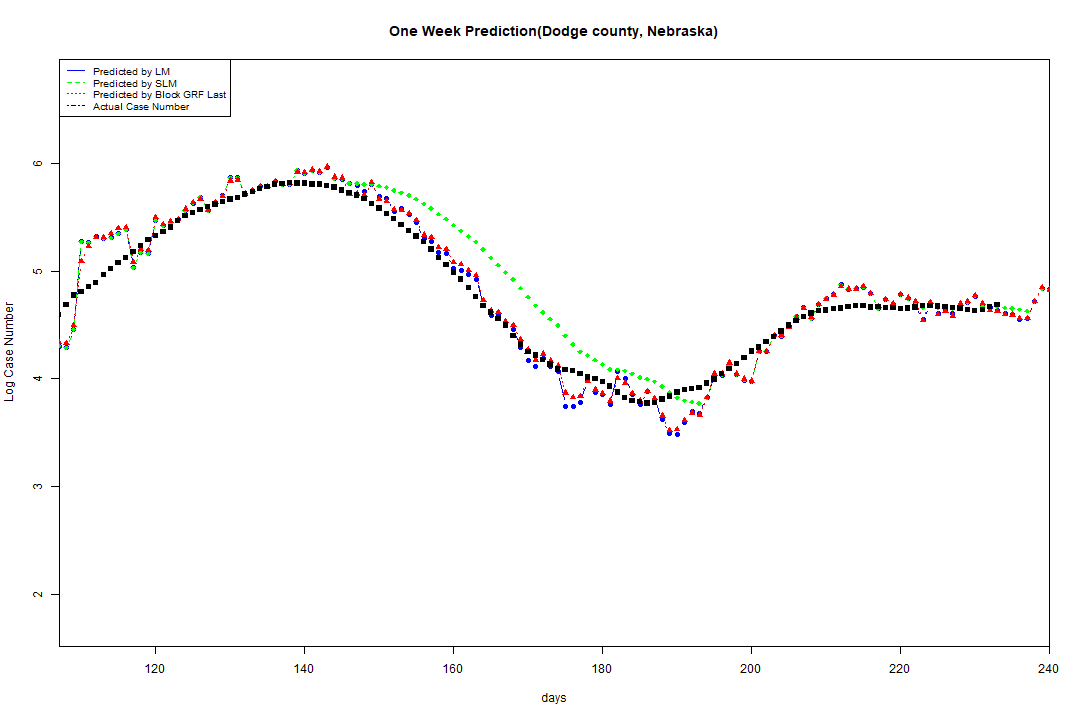 One Week Prediction(Dodge county, Nebraska)
Predicted by LM
Predicted by SLM
Predicted by Block GRF Last
Actual Case Number
6
5
4
3
2
Log Case Number
120 140 160 180 200 220 240
days